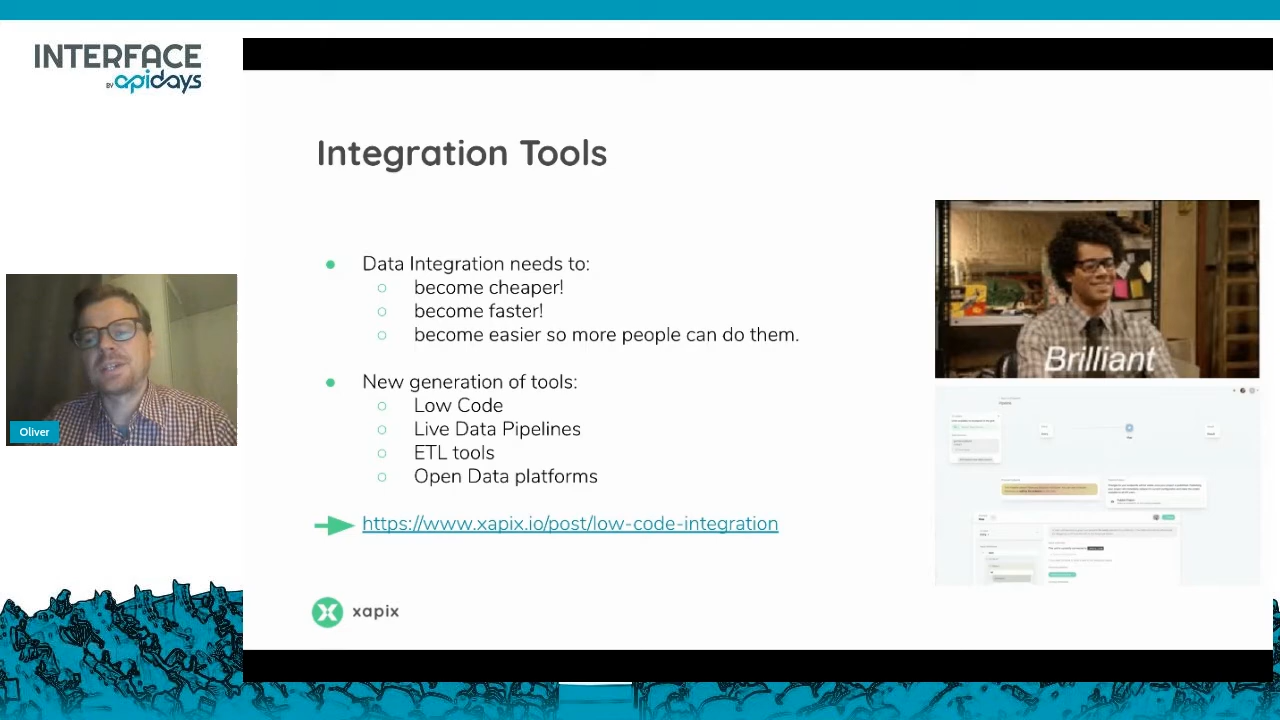 INTERFACE
BY apidays
Integration Tools
Data Integration needs to:
become cheaper!
become faster!
become easier so more people can do them.
New generation of tools:
Low Code
Live Data Pipelines
ETL tools
Open Data platforms
https://www.xapix.io/post/low-code-integration
xapix
Brilliant
Oliver